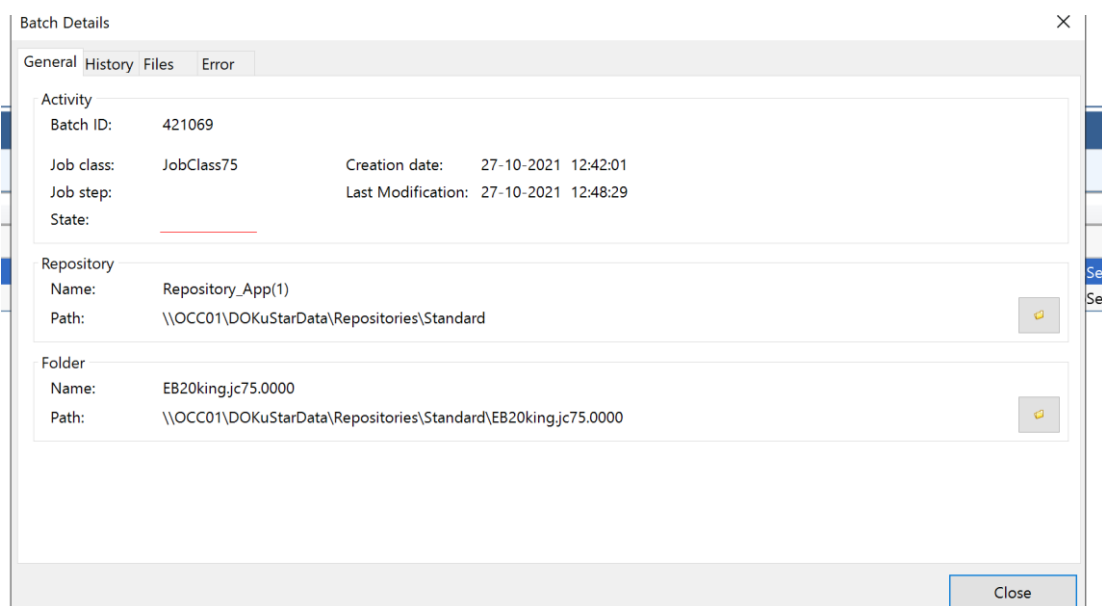 Batch Details
General History Files Error
Activity
Batch ID: 421069
Job class: JobClass75 Creation date: 27-10-2021 12:42:01
Job step: Last Modification: 27-10-2021 12:48:29
State:
Repository
Name: Repository_App(1)
Se
Se
Path: \\OCC01\DOKuStarData\Repositories\Standard
Folder
Name: EB20king.jc75.0000
Path: \\OCC01\DOKuStarData\Repositories\Standard\EB20king.jc75.0000
Close